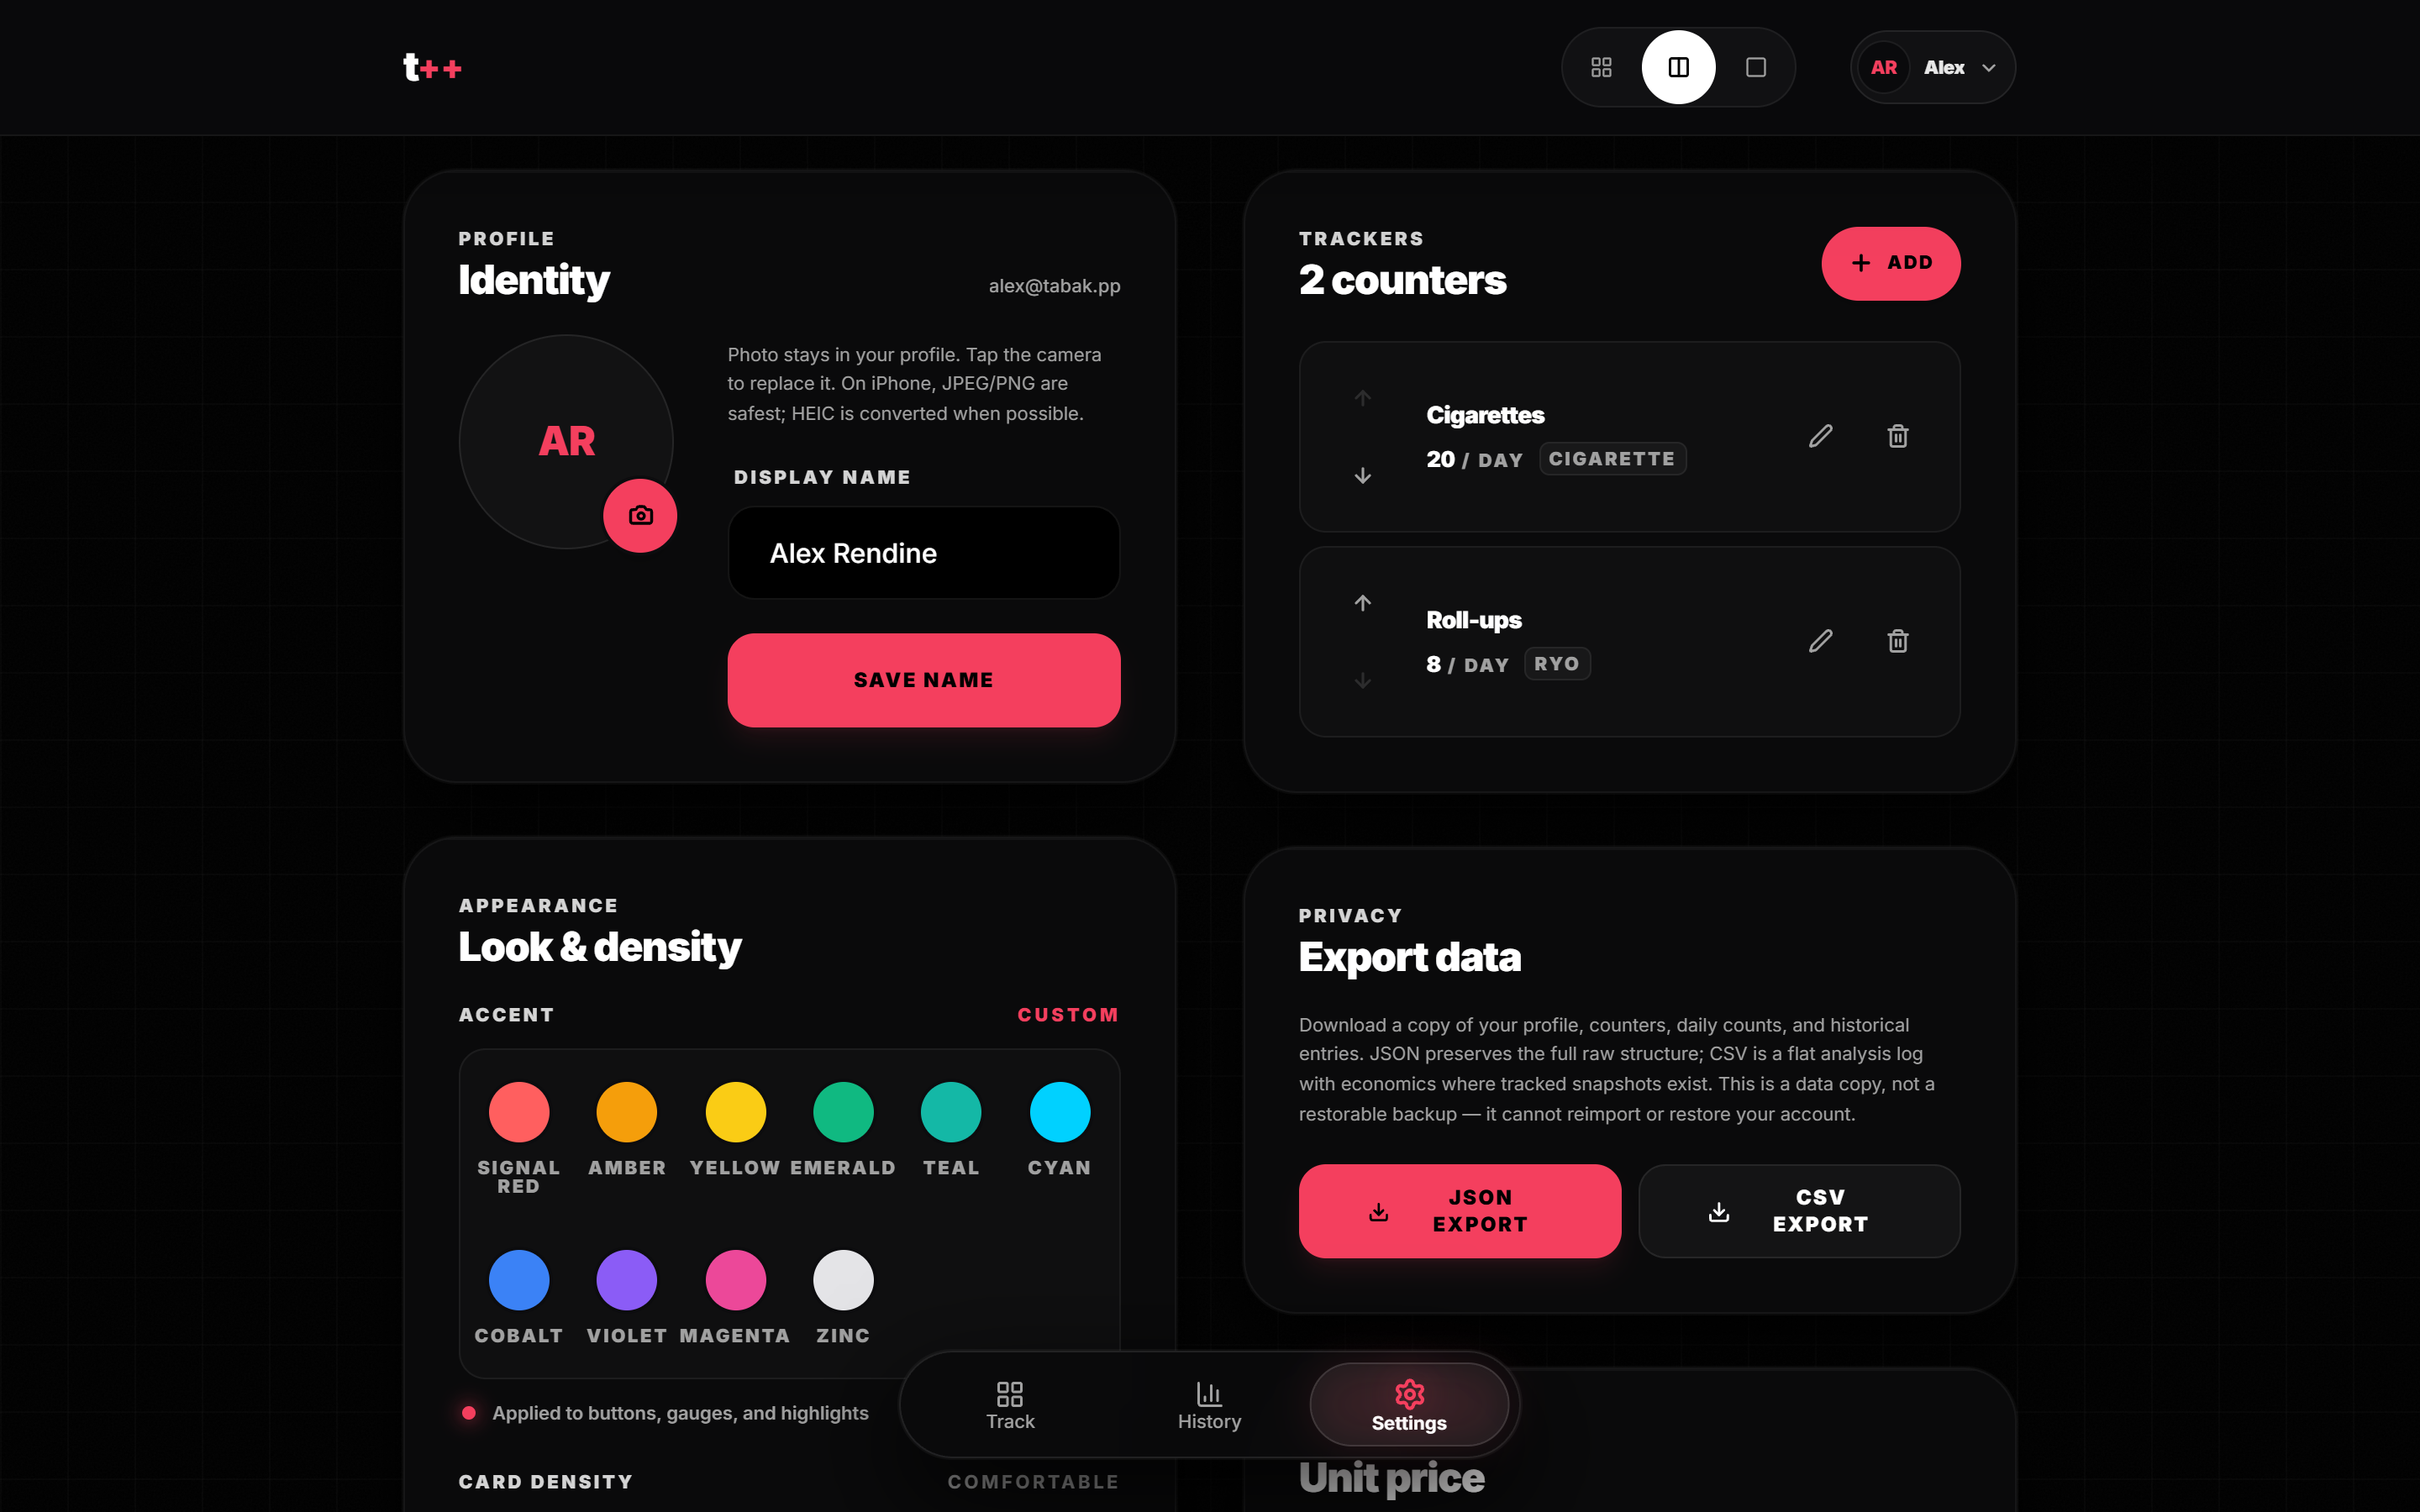 t++
AR Alex
PROFILE
Identity
alex@tabak.pp
AR
Photo stays in your profile. Tap the camera
to replace it. On iPhone, JPEG/PNG are
safest; HEIC is converted when possible.
DISPLAY NAME
Alex Rendine
SAVE NAME
TRACKERS
2 counters
+ ADD
Cigarettes
20 / DAY CIGARETTE
Roll-ups
8 / DAY RYO
APPEARANCE
Look & density
ACCENT CUSTOM
SIGNAL RED
AMBER
YELLOW
EMERALD
TEAL
CYAN
COBALT
VIOLET
MAGENTA
ZINC
Applied to buttons, gauges, and highlights
CARD DENSITY COMFORTABLE
PRIVACY
Export data
Download a copy of your profile, counters, daily counts, and historical
entries. JSON preserves the full raw structure; CSV is a flat analysis log
with economics where tracked snapshots exist. This is a data copy, not a
restorable backup — it cannot reimport or restore your account.
JSON
EXPORT
CSV
EXPORT
Unit price
Track
History
Settings